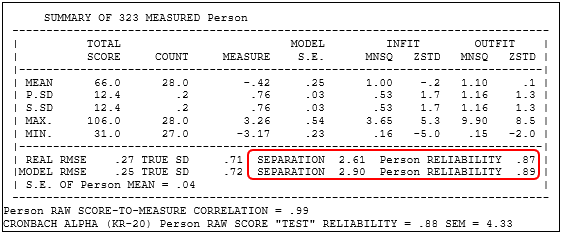 SUMMARY OF 323 MEASURED Person
TOTAL MODEL INFIT OUTFIT
SCORE COUNT MEASURE S.E. MNSQ ZSTD MNSQ ZSTD
MEAN 66.0 28.0 -.42 .25 1.00 -.2 1.10 .1
P.SD 12.4 .2 .76 .03 .53 1.7 1.16 1.3
S.SD 12.4 .2 .76 .03 .53 1.7 1.16 1.3
MAX. 106.0 28.0 3.26 .54 3.65 5.3 9.90 8.5
MIN. 31.0 27.0 -3.17 .23 .16 -5.0 .15 -2.0
REAL RMSE .27 TRUE SD .71 SEPARATION 2.61 Person RELIABILITY .87
MODEL RMSE .25 TRUE SD .72 SEPARATION 2.90 Person RELIABILITY .89
S.E. OF Person MEAN = .04
Person RAW SCORE-TO-MEASURE CORRELATION = .99
CRONBACH ALPHA (KR-20) Person RAW SCORE "TEST" RELIABILITY = .88 SEM = 4.33